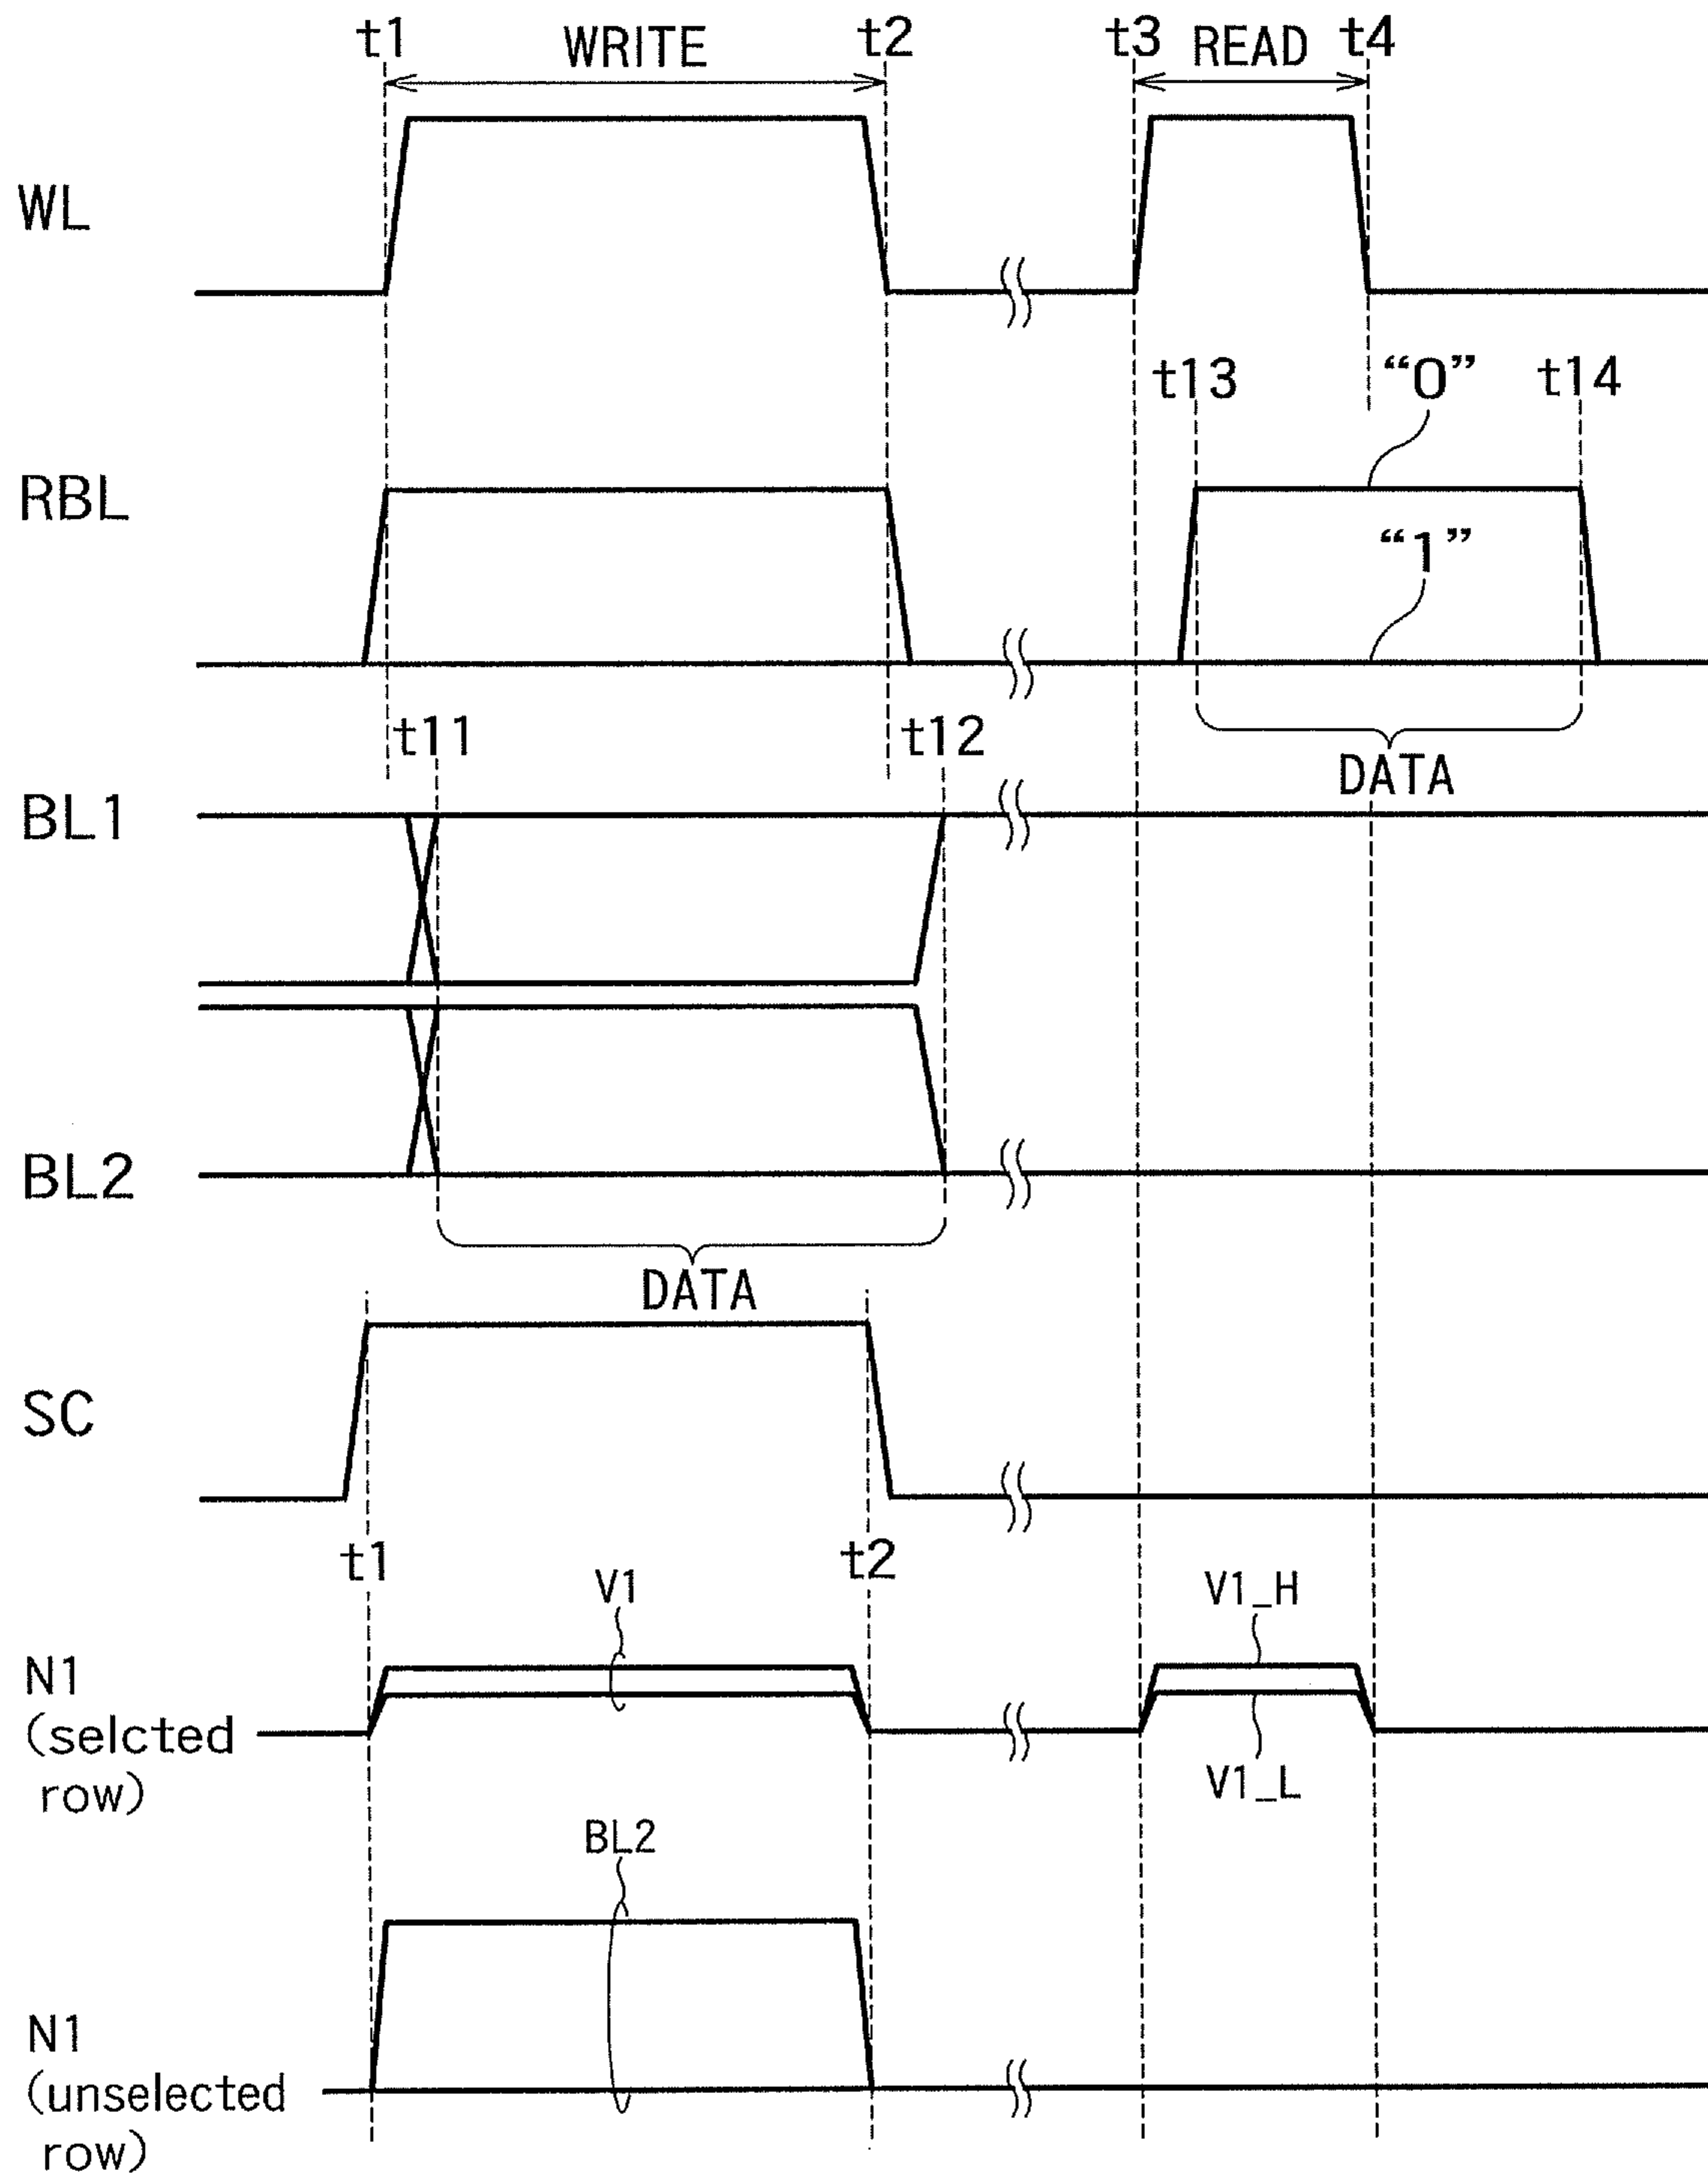 t1 WRITE t2 t3 READ t4
WL
t13 “0” t14
RBL
“1”
t11 t12
DATA
BL1
BL2
DATA
SC
t1 t2
V1 V1_H
N1
(selcted
row)
V1_L
BL2
N1
(unselected
row)